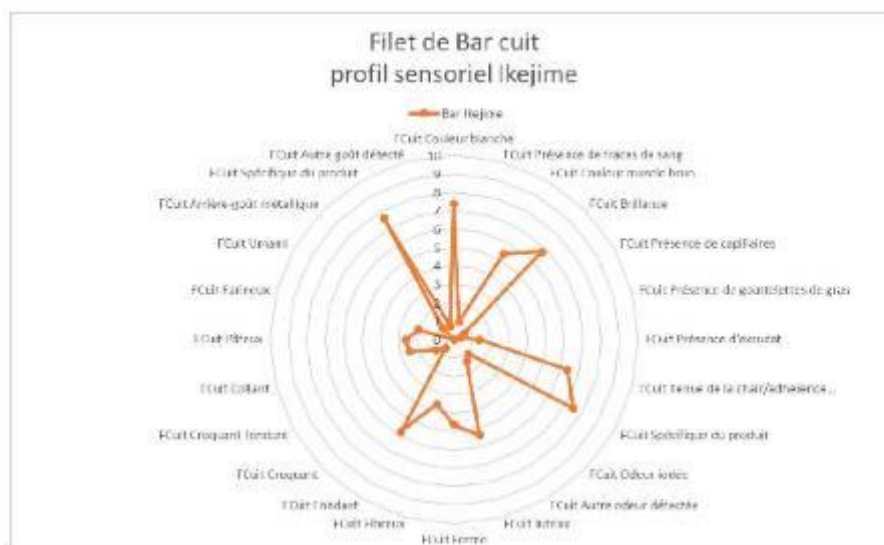 Filet de Bar cuit
profil sensoriel Ikejime
Bar Ikejime
FCuit Couleur blanche
FCuit Présence de traces de sang
FCuit Couleur muscle brun
FCuit Brillance
FCuit Présence de capillaires
FCuit Présence de gouttelettes de gras
FCuit Présence d'exsudat
FCuit Tenue de la chair/adhérence...
FCuit Spécifique du produit
FCuit Odeur iodée
FCuit Autre odeur détectée
FCuit Juteux
FCuit Ferme
FCuit Fibreux
FCuit Fondant
FCuit Croquant
FCuit Croquant Tendant
FCuit Collant
FCuit Pâteux
FCuit Farineux
FCuit Umami
FCuit Arrière-goût métallique
FCuit Spécifique du produit
FCuit Autre goût détecté
10
9
8
7
6
5
4
3
2
1
0